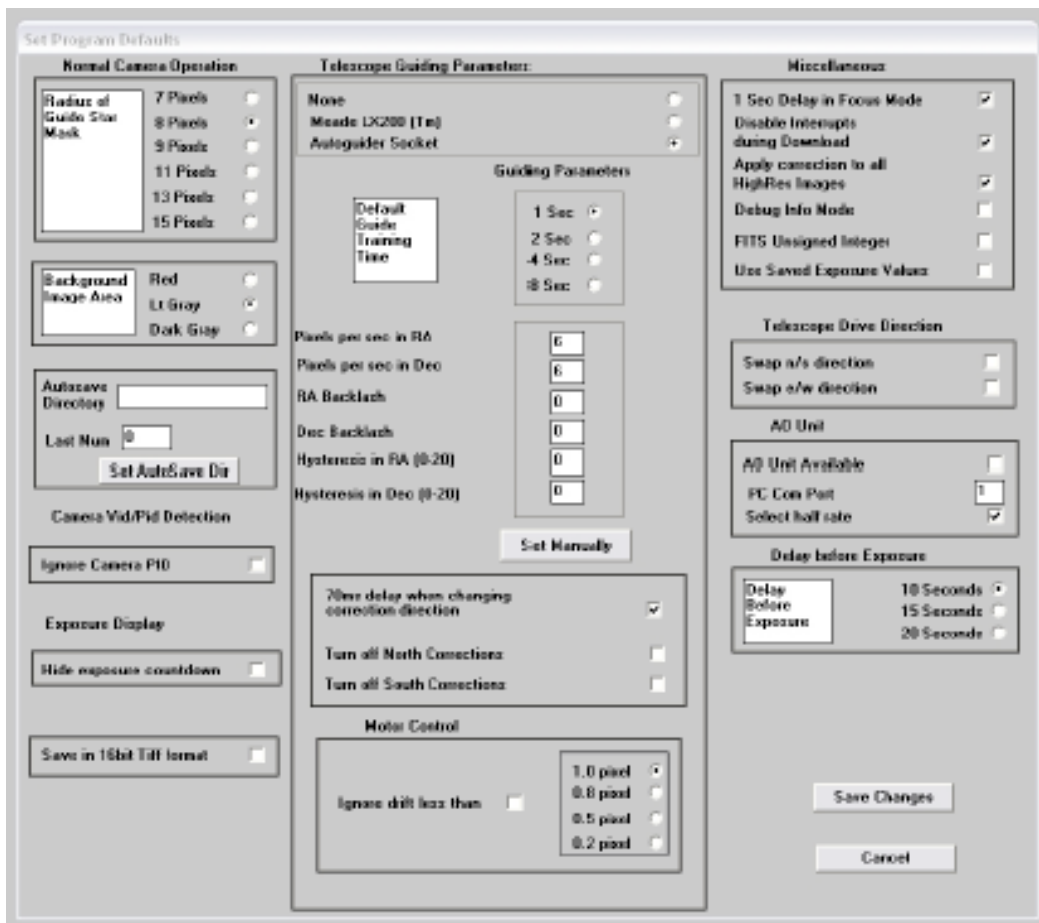 Set Program Defaults
Normal Camera Operation
Radius of
Guide Star
Mask
7 Pixels
8 Pixels
9 Pixels
11 Pixels
13 Pixels
15 Pixels
Background
Image Area
Red
Lt Gray
Dark Gray
Autosave
Directory
Last Num 0
Set AutoSave Dir
Camera Vid/Pid Detection
Ignore Camera PID
Exposure Display
Hide exposure countdown
Save in 16bit Tiff format
Telescope Guiding Parameters
None
Meade LX200 (Tm)
Autoguider Socket
Guiding Parameters
Default
Guide
Training
Time
1 Sec
2 Sec
4 Sec
8 Sec
Pixels per sec in RA 6
Pixels per sec in Dec 6
RA Backlash 0
Dec Backlash 0
Hysteresis in RA (0-20) 0
Hysteresis in Dec (0-20) 0
Set Manually
70ms delay when changing
correction direction
Turn off North Corrections
Turn off South Corrections
Motor Control
Ignore drift less than
1.0 pixel
0.8 pixel
0.5 pixel
0.2 pixel
Miscellaneous
1 Sec Delay in Focus Mode
Disable Interrupts
during Download
Apply correction to all
HighRes Images
Debug Info Mode
FITS Unsigned Integer
Use Saved Exposure Values
Telescope Drive Direction
Swap n/s direction
Swap e/w direction
AO Unit
AO Unit Available
PC Com Port 1
Select half rate
Delay before Exposure
Delay
Before
Exposure
10 Seconds
15 Seconds
20 Seconds
Save Changes
Cancel